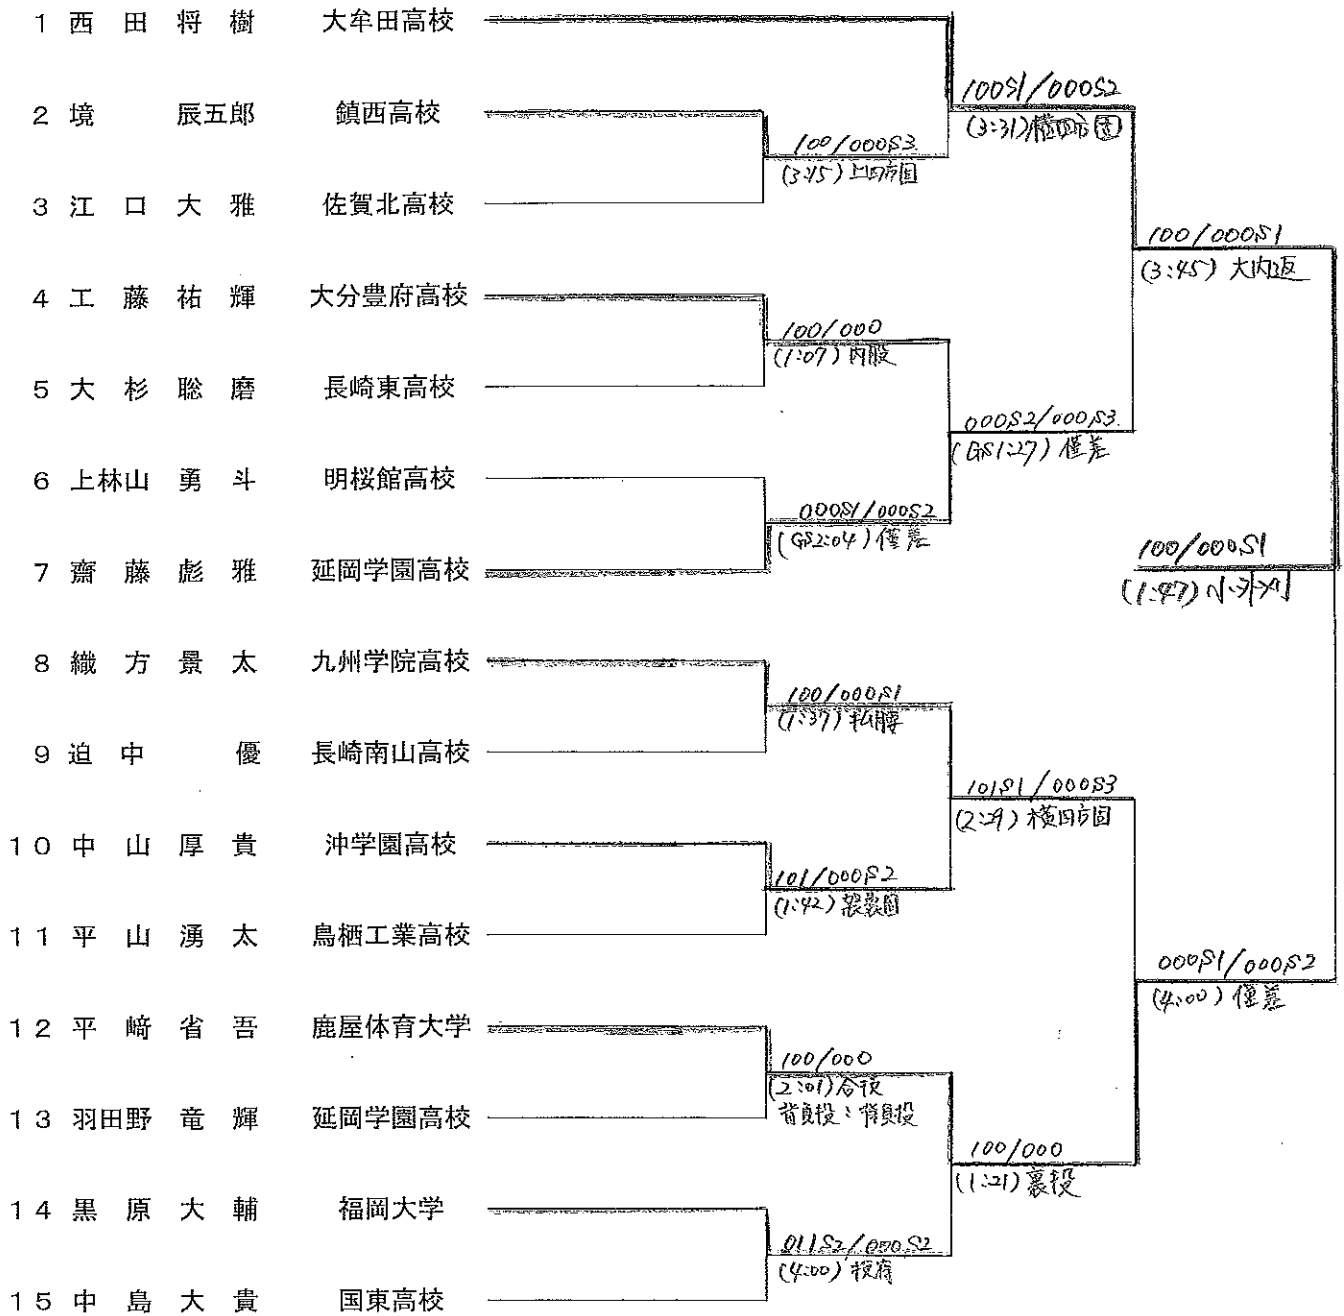 1 西田将樹 大牟田高校
100S1/000S2
2 境 辰五郎 鎮西高校
(3:31) 横四方固
100/000S3.
(3:15) 上四方固
3 江口大雅 佐賀北高校
100/000S1
(3:45) 大内返
4 工藤祐輝 大分豊府高校
100/000
(1:07) 内股
5 大杉聡磨 長崎東高校
000S2/000S3.
(GS1:27) 僅差
6 上林山勇斗 明桜館高校
000S1/000S2
(GS2:04) 僅差
100/000S1
7 齋藤彪雅 延岡学園高校
(1:47) 小外刈
8 織方景太 九州学院高校
100/000S1
(1:37) 払腰
9 迫中 優 長崎南山高校
101S1/000S3
(2:29) 横四方固
10 中山厚貴 沖学園高校
101/000S2
(1:42) 袈裟固
11 平山湧太 鳥栖工業高校
000S1/000S2
(4:00) 僅差
12 平﨑省吾 鹿屋体育大学
100/000
(2:01) 合技
背負投:背負投
13 羽田野竜輝 延岡学園高校
100/000
(1:21) 裏投
14 黒原大輔 福岡大学
011S2/000S2
(4:00) 技有
15 中島大貴 国東高校